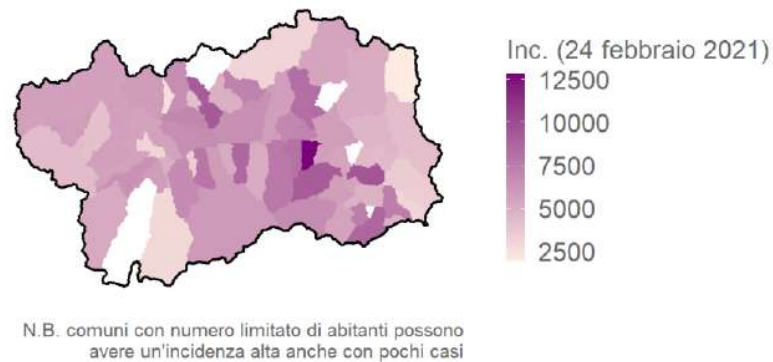 Inc. (24 febbraio 2021)
12500
10000
7500
5000
2500
N.B. comuni con numero limitato di abitanti possono
avere un'incidenza alta anche con pochi casi